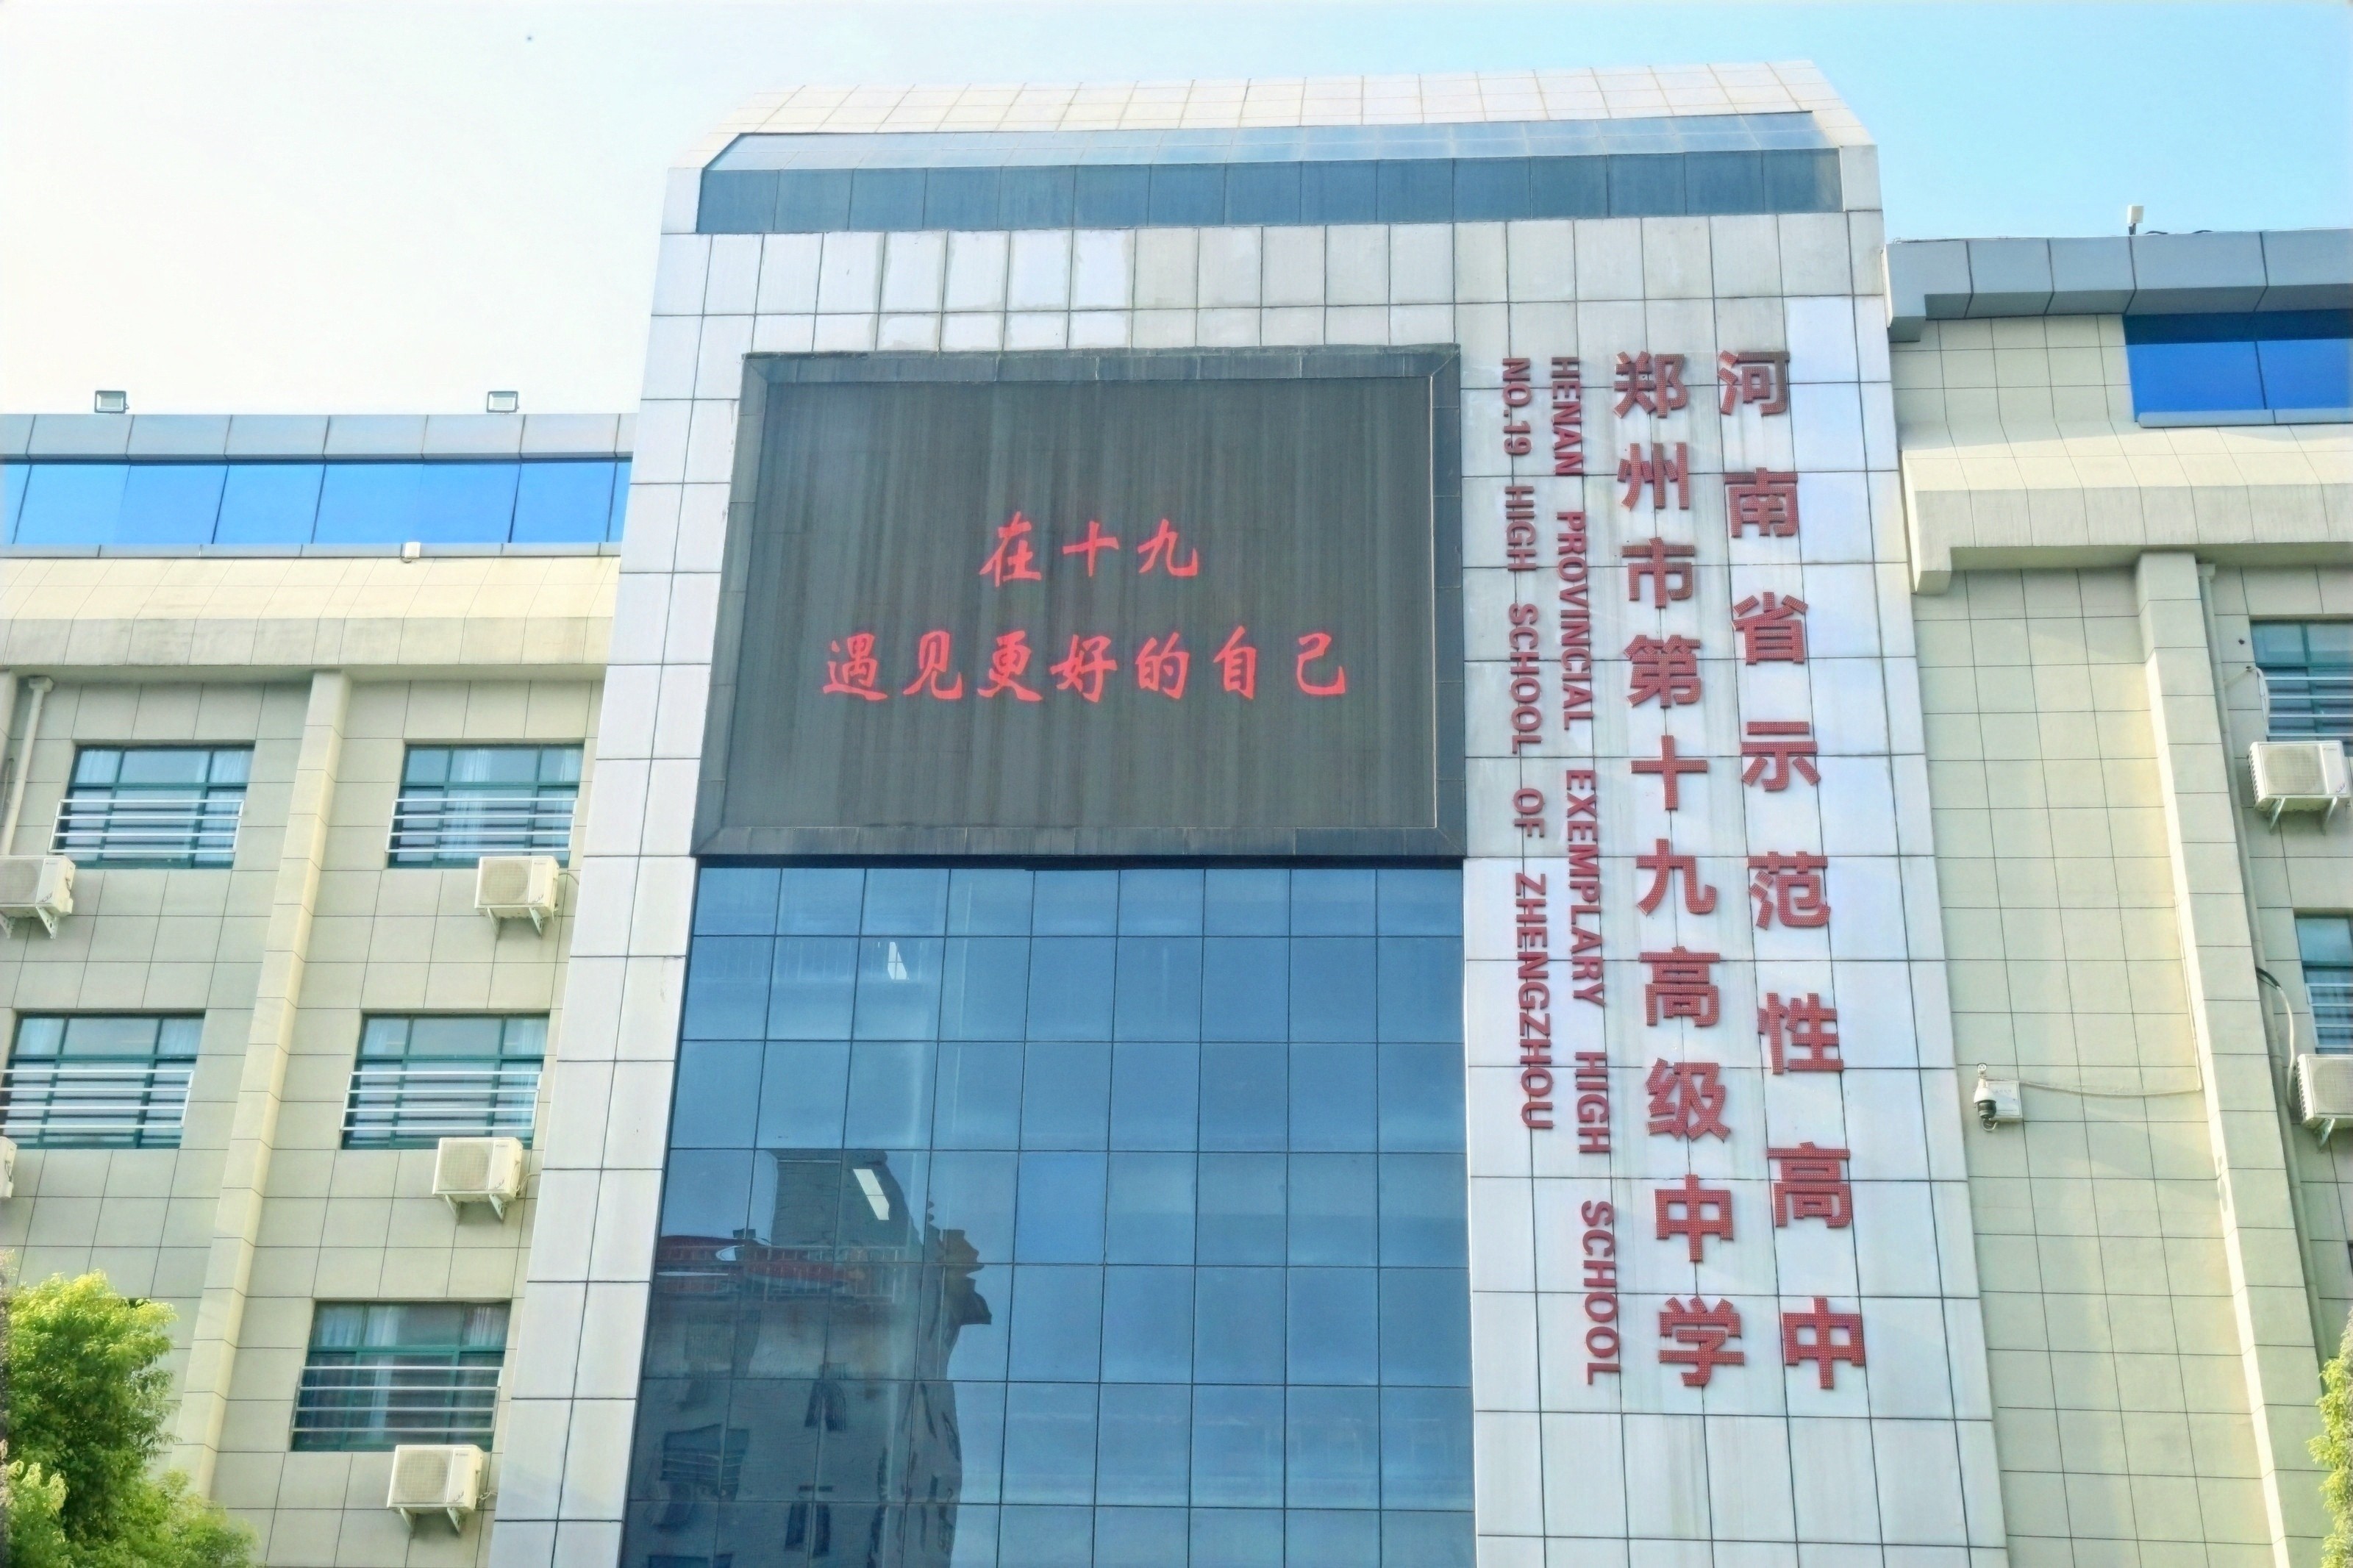 在十九
遇见更好的自己
河南省示范性高中
郑州市第十九高级中学
HENAN PROVINCIAL EXEMPLARY HIGH SCHOOL
NO.19 HIGH SCHOOL OF ZHENGZHOU